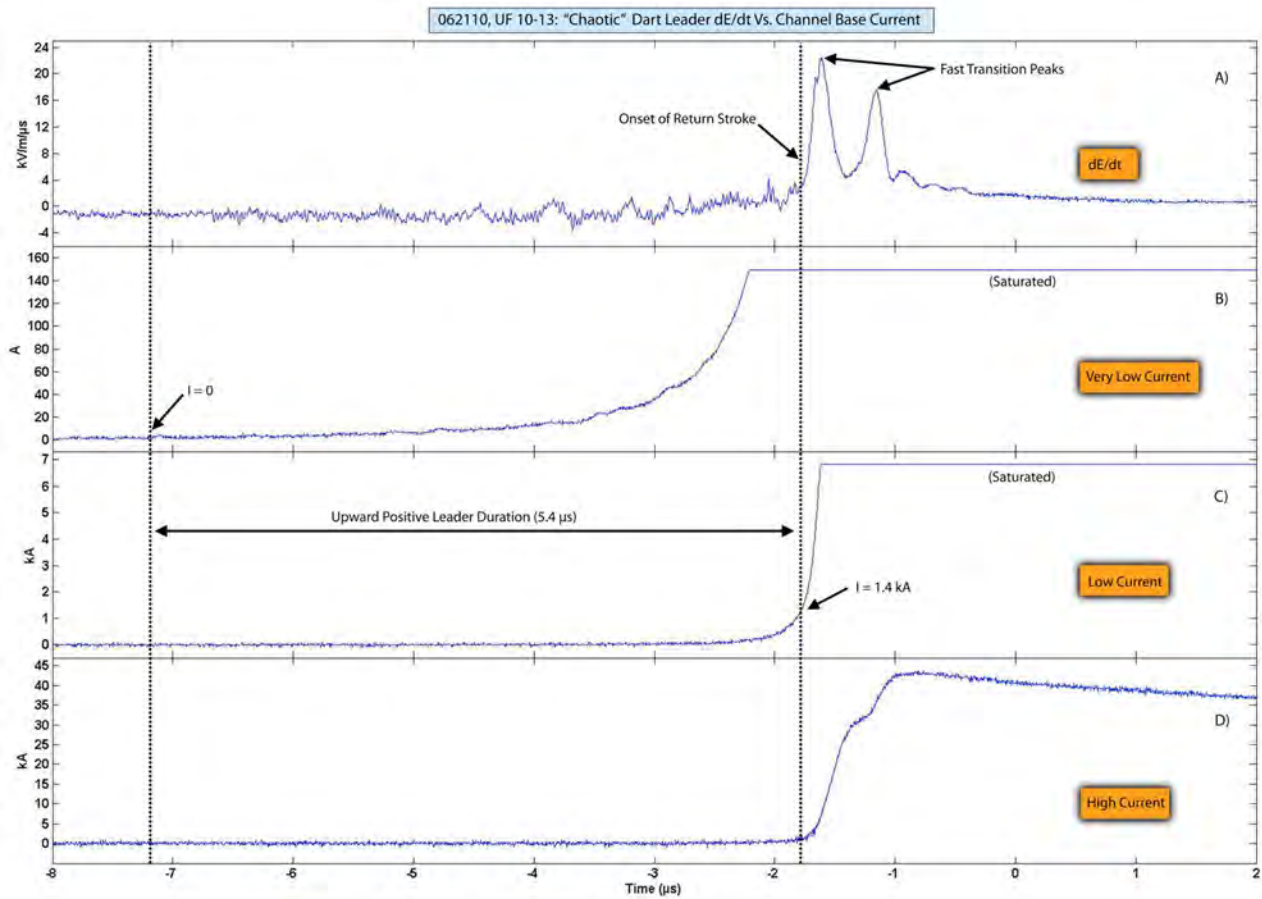 062110, UF 10-13: "Chaotic" Dart Leader dE/dt Vs. Channel Base Current
24
20
16
12
8
4
0
-4
kV/m/µs
Fast Transition Peaks
A)
Onset of Return Stroke
dE/dt
160
140
120
100
80
60
40
20
0
A
(Saturated)
B)
Very Low Current
I = 0
7
6
5
4
3
2
1
0
kA
(Saturated)
C)
Upward Positive Leader Duration (5.4 µs)
Low Current
I = 1.4 kA
45
40
35
30
25
20
15
10
5
0
kA
D)
High Current
-8 -7 -6 -5 -4 -3 -2 -1 0 1 2
Time (µs)